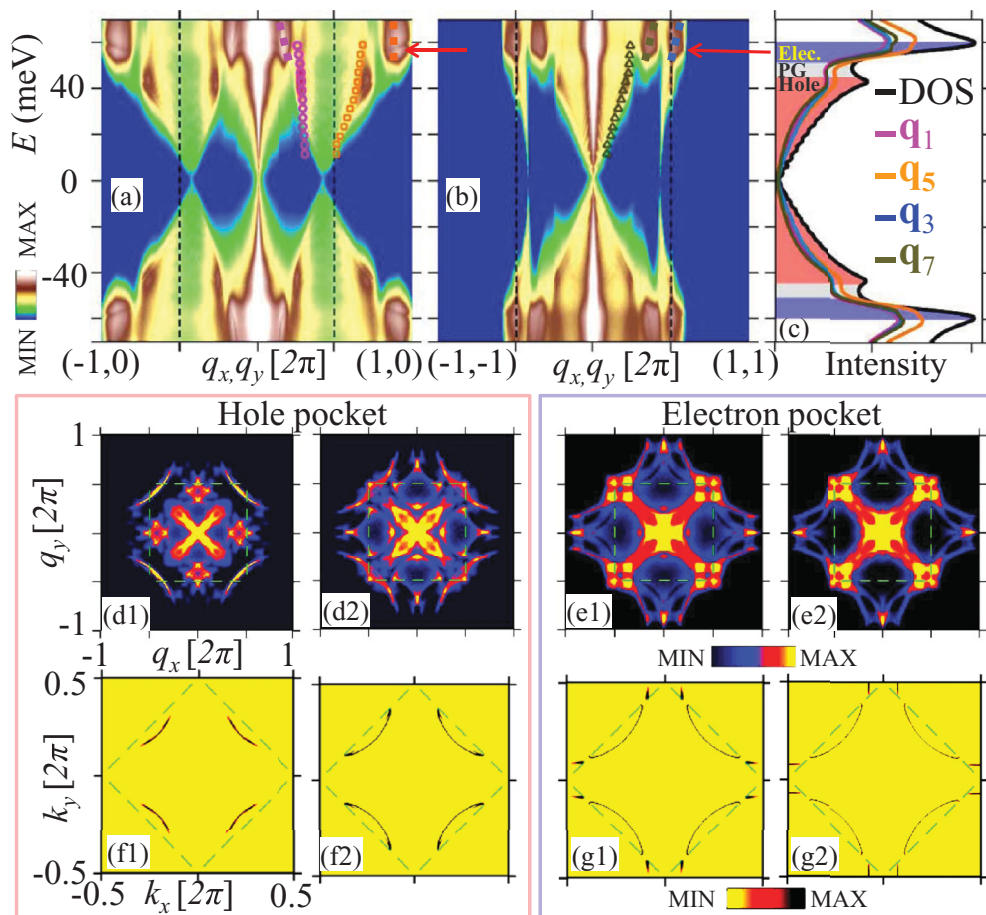 E (meV)
40
0
-40
MIN MAX
(a)
(b)
(c)
Elec.
PG
Hole
DOS
q1
q5
q3
q7
(-1,0) qx,qy [2π] (1,0)
(-1,-1) qx,qy [2π] (1,1)
Intensity
Hole pocket
Electron pocket
1
qy [2π]
-1
(d1)
(d2)
(e1)
(e2)
-1 qx [2π] 1
MIN MAX
0.5
ky [2π]
-0.5
(f1)
(f2)
(g1)
(g2)
-0.5 kx [2π] 0.5
MIN MAX